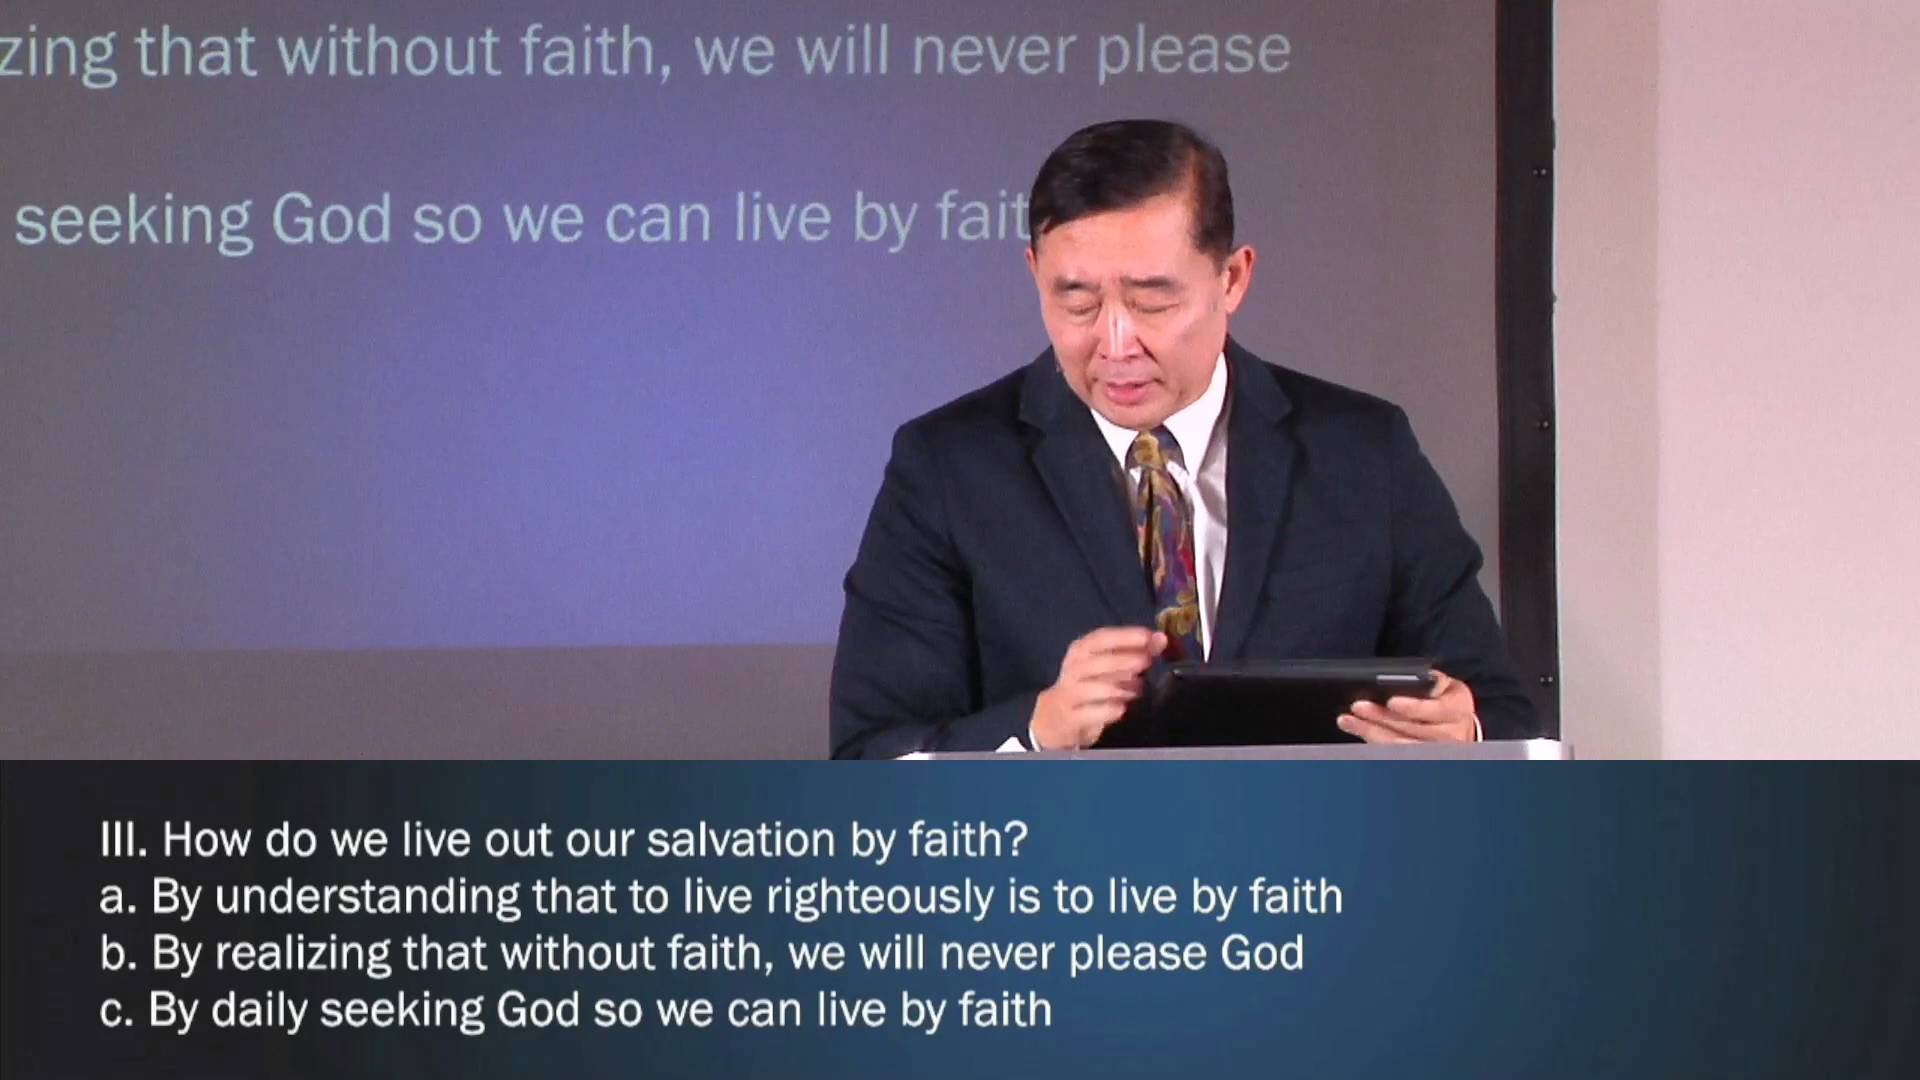 zing that without faith, we will never please
seeking God so we can live by fait
III. How do we live out our salvation by faith?
a. By understanding that to live righteously is to live by faith
b. By realizing that without faith, we will never please God
c. By daily seeking God so we can live by faith